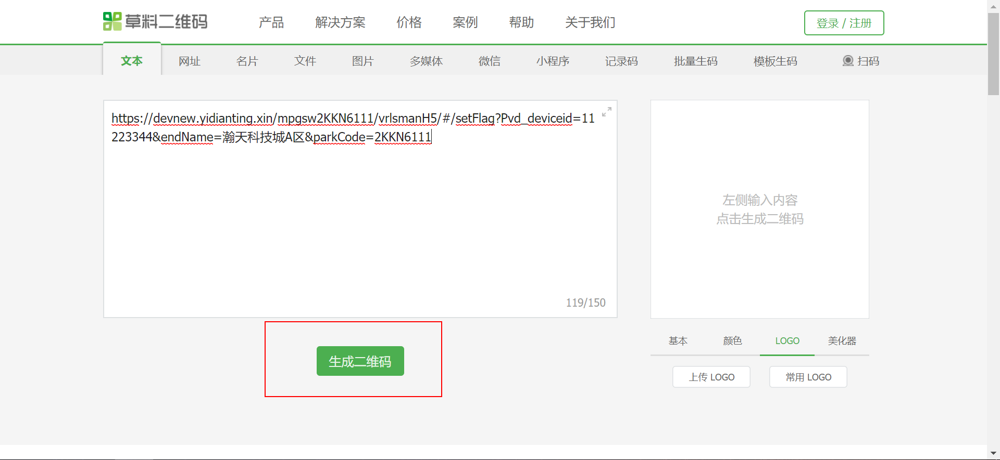 草料二维码 产品 解决方案 价格 案例 帮助 关于我们 登录 / 注册
文本 网址 名片 文件 图片 多媒体 微信 小程序 记录码 批量生码 模板生码 扫码
https://devnew.yidianting.xin/mpgsw2KKN6111/vrlsmanH5/#/setFlag?Pvd_deviceid=11
223344&endName=瀚天科技城A区&parkCode=2KKN6111
119/150
左侧输入内容
点击生成二维码
生成二维码
基本 颜色 LOGO 美化器
上传 LOGO 常用 LOGO